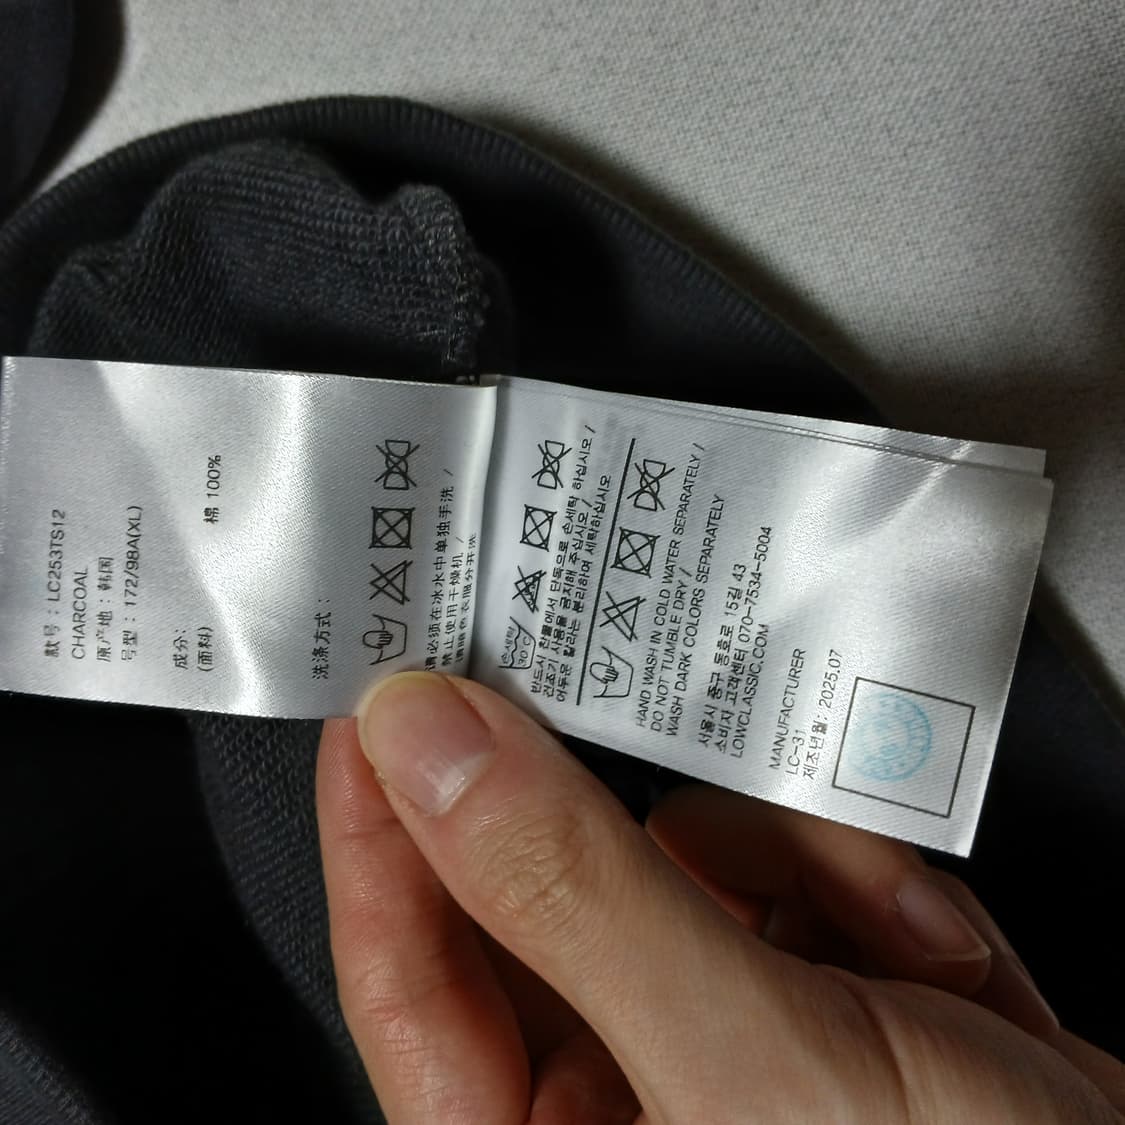 款号 : LC253TS12
CHARCOAL
原产地 : 韩国
号型 : 172/98A(XL)
成分:
(面料)
棉 100%
洗涤方式 :
请必须在冰水中单独手洗 /
禁止使用干燥机 /
请暗色衣服分开洗
손세탁
30°C
반드시 찬물에서 단독으로 손세탁 하십시오 /
건조기 사용을 금지해 주십시오 /
어두운 칼라는 분리하여 세탁하십시오
HAND WASH IN COLD WATER SEPARATELY /
DO NOT TUMBLE DRY /
WASH DARK COLORS SEPARATELY
서울시 중구 동호로 15길 43
소비자 고객센터 070-7534-5004
LOWCLASSIC.COM
MANUFACTURER
LC-31
제조년월: 2025.07